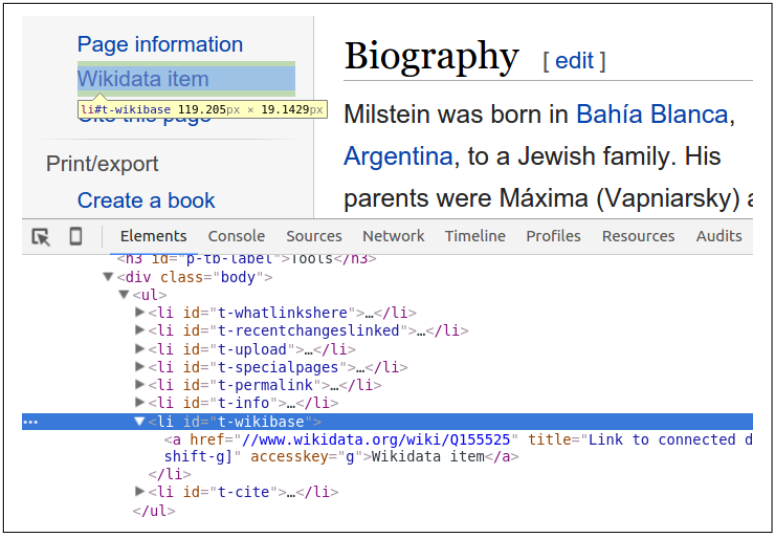 Page information
Wikidata item
li#t-wikibase 119.205px × 19.1429px
Cite this page
Print/export
Create a book
Biography [ edit ]
Milstein was born in Bahía Blanca,
Argentina, to a Jewish family. His
parents were Máxima (Vapniarsky) a
Elements Console Sources Network Timeline Profiles Resources Audits
<h3 id="p-tb-label">Tools</h3>
▼<div class="body">
▼<ul>
▶<li id="t-whatlinkshere">…</li>
▶<li id="t-recentchangeslinked">…</li>
▶<li id="t-upload">…</li>
▶<li id="t-specialpages">…</li>
▶<li id="t-permalink">…</li>
▶<li id="t-info">…</li>
… ▼<li id="t-wikibase">
<a href="//www.wikidata.org/wiki/Q155525" title="Link to connected d
shift-g]" accesskey="g">Wikidata item</a>
</li>
▶<li id="t-cite">…</li>
</ul>